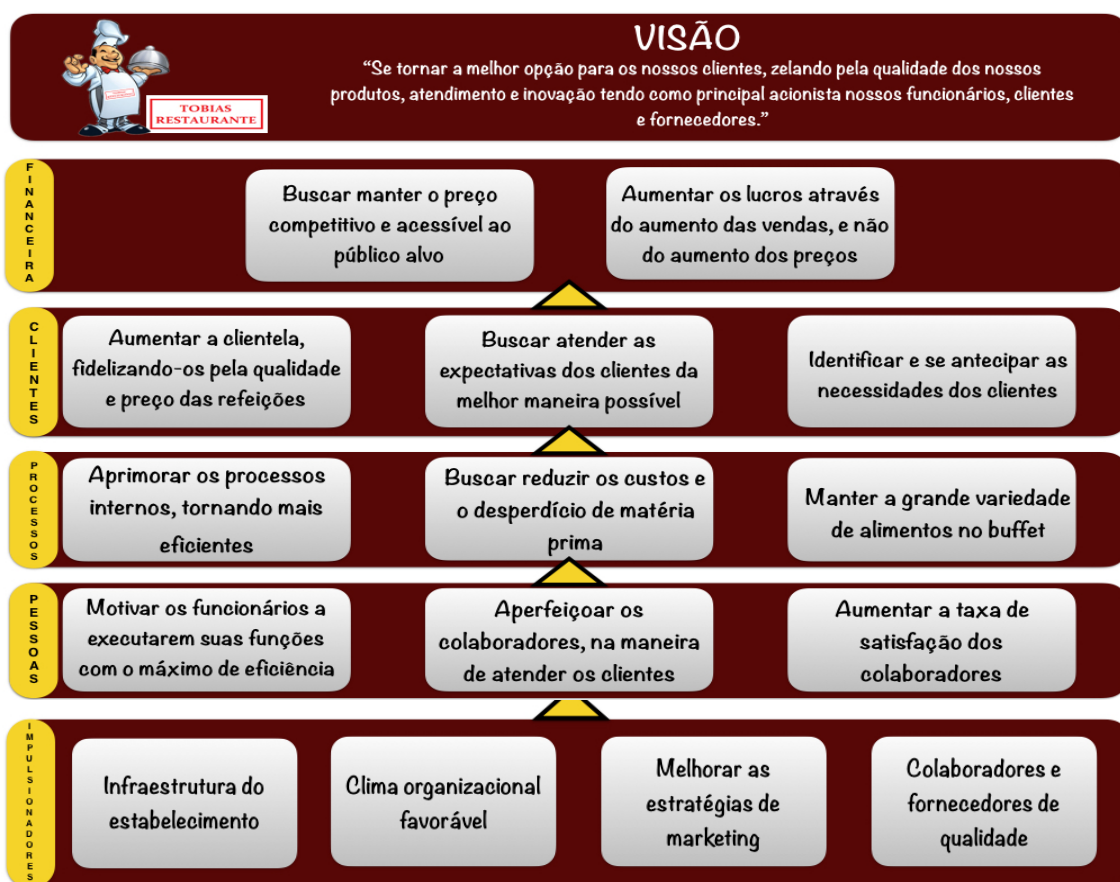 VISÃO
“Se tornar a melhor opção para os nossos clientes, zelando pela qualidade dos nossos
produtos, atendimento e inovação tendo como principal acionista nossos funcionários, clientes
e fornecedores.”
TOBIAS
RESTAURANTE
FINANCEIRA
Buscar manter o preço
competitivo e acessível ao
público alvo
Aumentar os lucros através
do aumento das vendas, e não
do aumento dos preços
CLIENTES
Aumentar a clientela,
fidelizando-os pela qualidade
e preço das refeições
Buscar atender as
expectativas dos clientes da
melhor maneira possível
Identificar e se antecipar as
necessidades dos clientes
PROCESSOS
Aprimorar os processos
internos, tornando mais
eficientes
Buscar reduzir os custos e
o desperdício de matéria
prima
Manter a grande variedade
de alimentos no buffet
PESSOAS
Motivar os funcionários a
executarem suas funções
com o máximo de eficiência
Aperfeiçoar os
colaboradores, na maneira
de atender os clientes
Aumentar a taxa de
satisfação dos
colaboradores
IMPULSIONADORES
Infraestrutura do
estabelecimento
Clima organizacional
favorável
Melhorar as
estratégias de
marketing
Colaboradores e
fornecedores de
qualidade